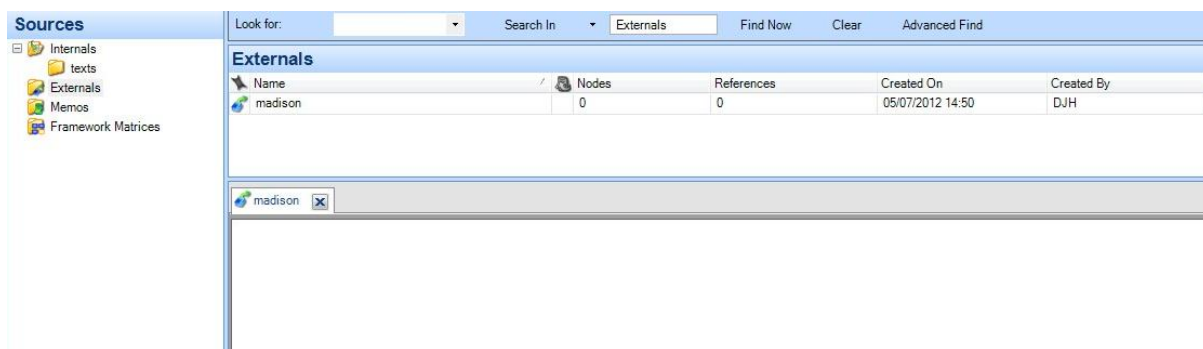 Sources
Internals
texts
Externals
Memos
Framework Matrices
Look for: Search In Externals Find Now Clear Advanced Find
Externals
Name Nodes References Created On Created By
madison 0 0 05/07/2012 14:50 DJH
madison